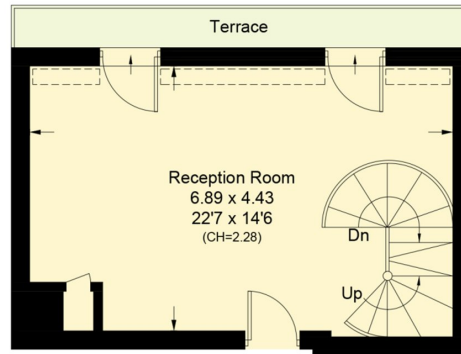 Terrace
Reception Room
6.89 x 4.43
22'7 x 14'6
(CH=2.28)
Dn
Up